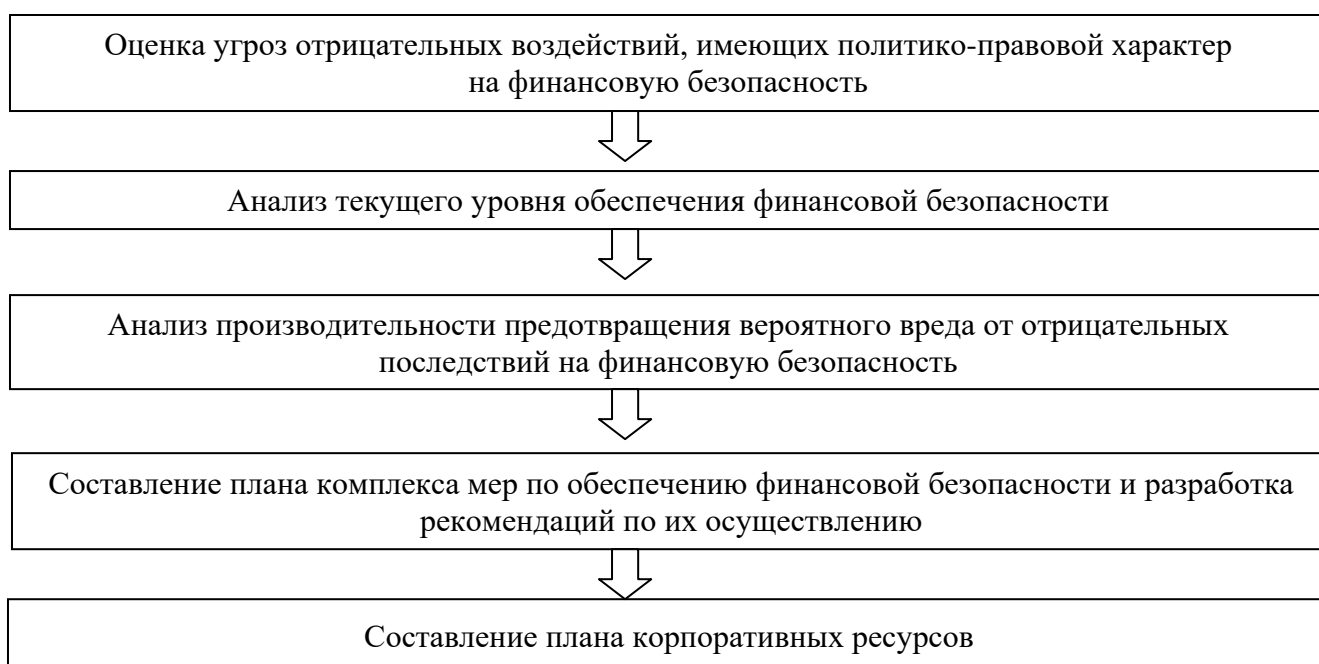 Оценка угроз отрицательных воздействий, имеющих политико-правовой характер
на финансовую безопасность
Анализ текущего уровня обеспечения финансовой безопасности
Анализ производительности предотвращения вероятного вреда от отрицательных
последствий на финансовую безопасность
Составление плана комплекса мер по обеспечению финансовой безопасности и разработка
рекомендаций по их осуществлению
Составление плана корпоративных ресурсов